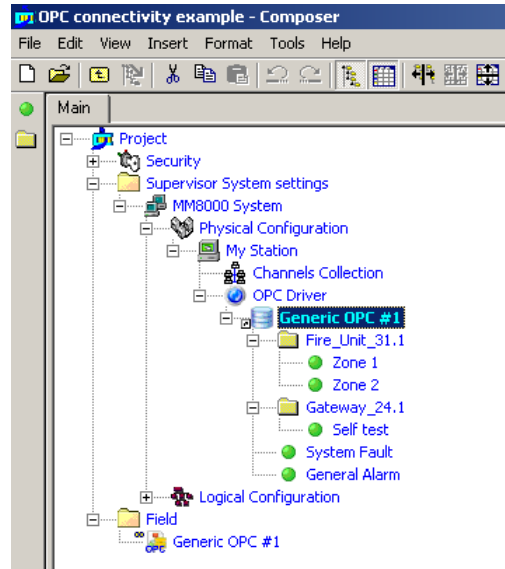 OPC connectivity example - Composer
File Edit View Insert Format Tools Help
Main
Project
Security
Supervisor System settings
MM8000 System
Physical Configuration
My Station
Channels Collection
OPC Driver
Generic OPC #1
Fire_Unit_31.1
Zone 1
Zone 2
Gateway_24.1
Self test
System Fault
General Alarm
Logical Configuration
Field
OPC Generic OPC #1